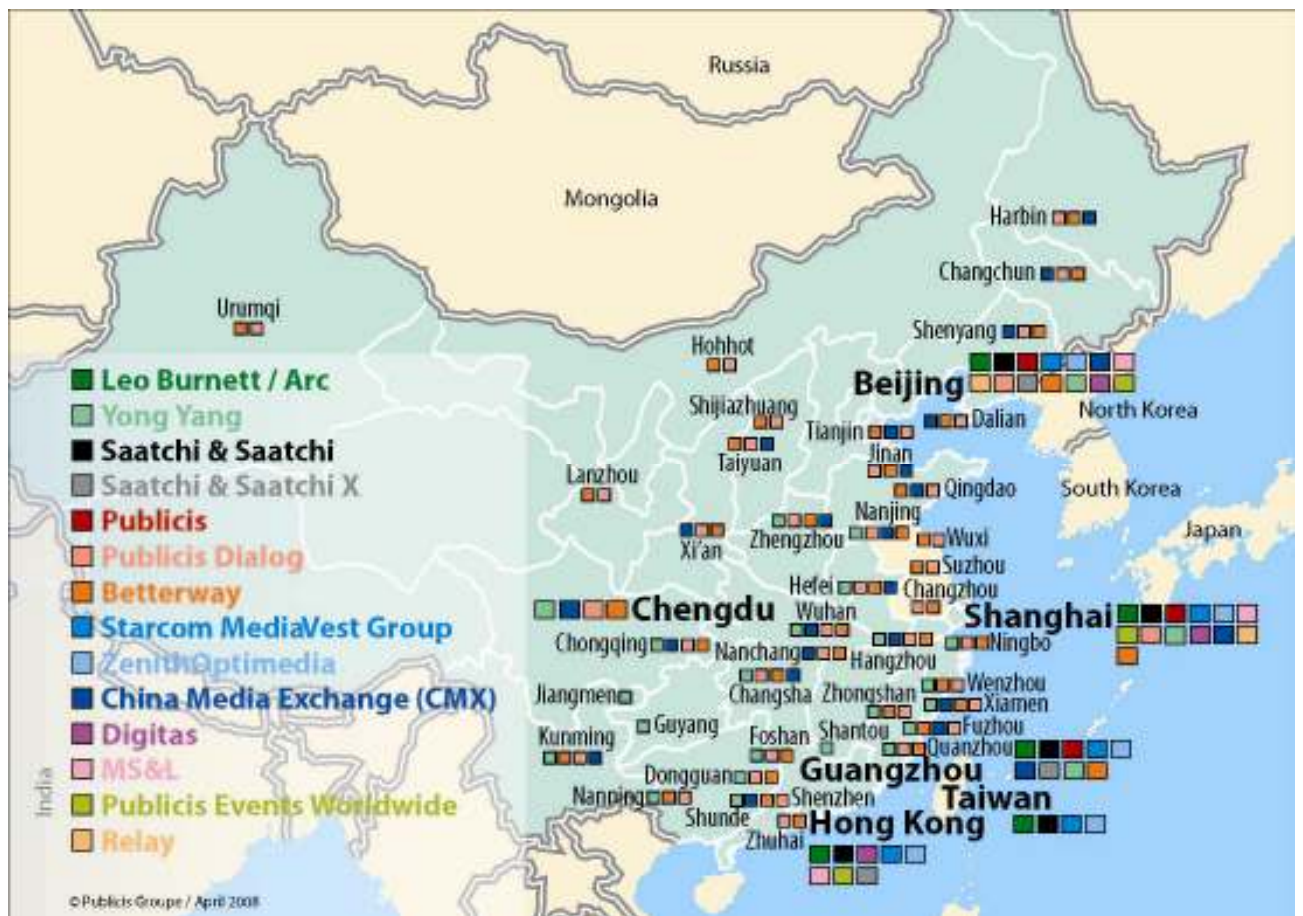 Russia
Mongolia
Harbin
Changchun
Urumqi
Shenyang
Hohhot
Beijing
Leo Burnett / Arc
Yong Yang
Saatchi & Saatchi
Saatchi & Saatchi X
Publicis
Publicis Dialog
Betterway
Starcom MediaVest Group
ZenithOptimedia
China Media Exchange (CMX)
Digitas
MS&L
Publicis Events Worldwide
Relay
North Korea
Shijiazhuang
Tianjin
Dalian
Taiyuan
Jinan
Lanzhou
Qingdao
South Korea
Nanjing
Japan
Xi'an
Zhengzhou
Wuxi
Suzhou
Hefei
Changzhou
Chengdu
Wuhan
Shanghai
Chongqing
Nanchang
Hangzhou
Ningbo
Jiangmen
Changsha
Zhongshan
Wenzhou
Xiamen
Guyang
Kunming
Foshan
Shantou
Fuzhou
Quanzhou
Dongguan
Guangzhou
Nanning
Shenzhen
Taiwan
Shunde
Zhuhai
Hong Kong
India
© Publicis Groupe / April 2008